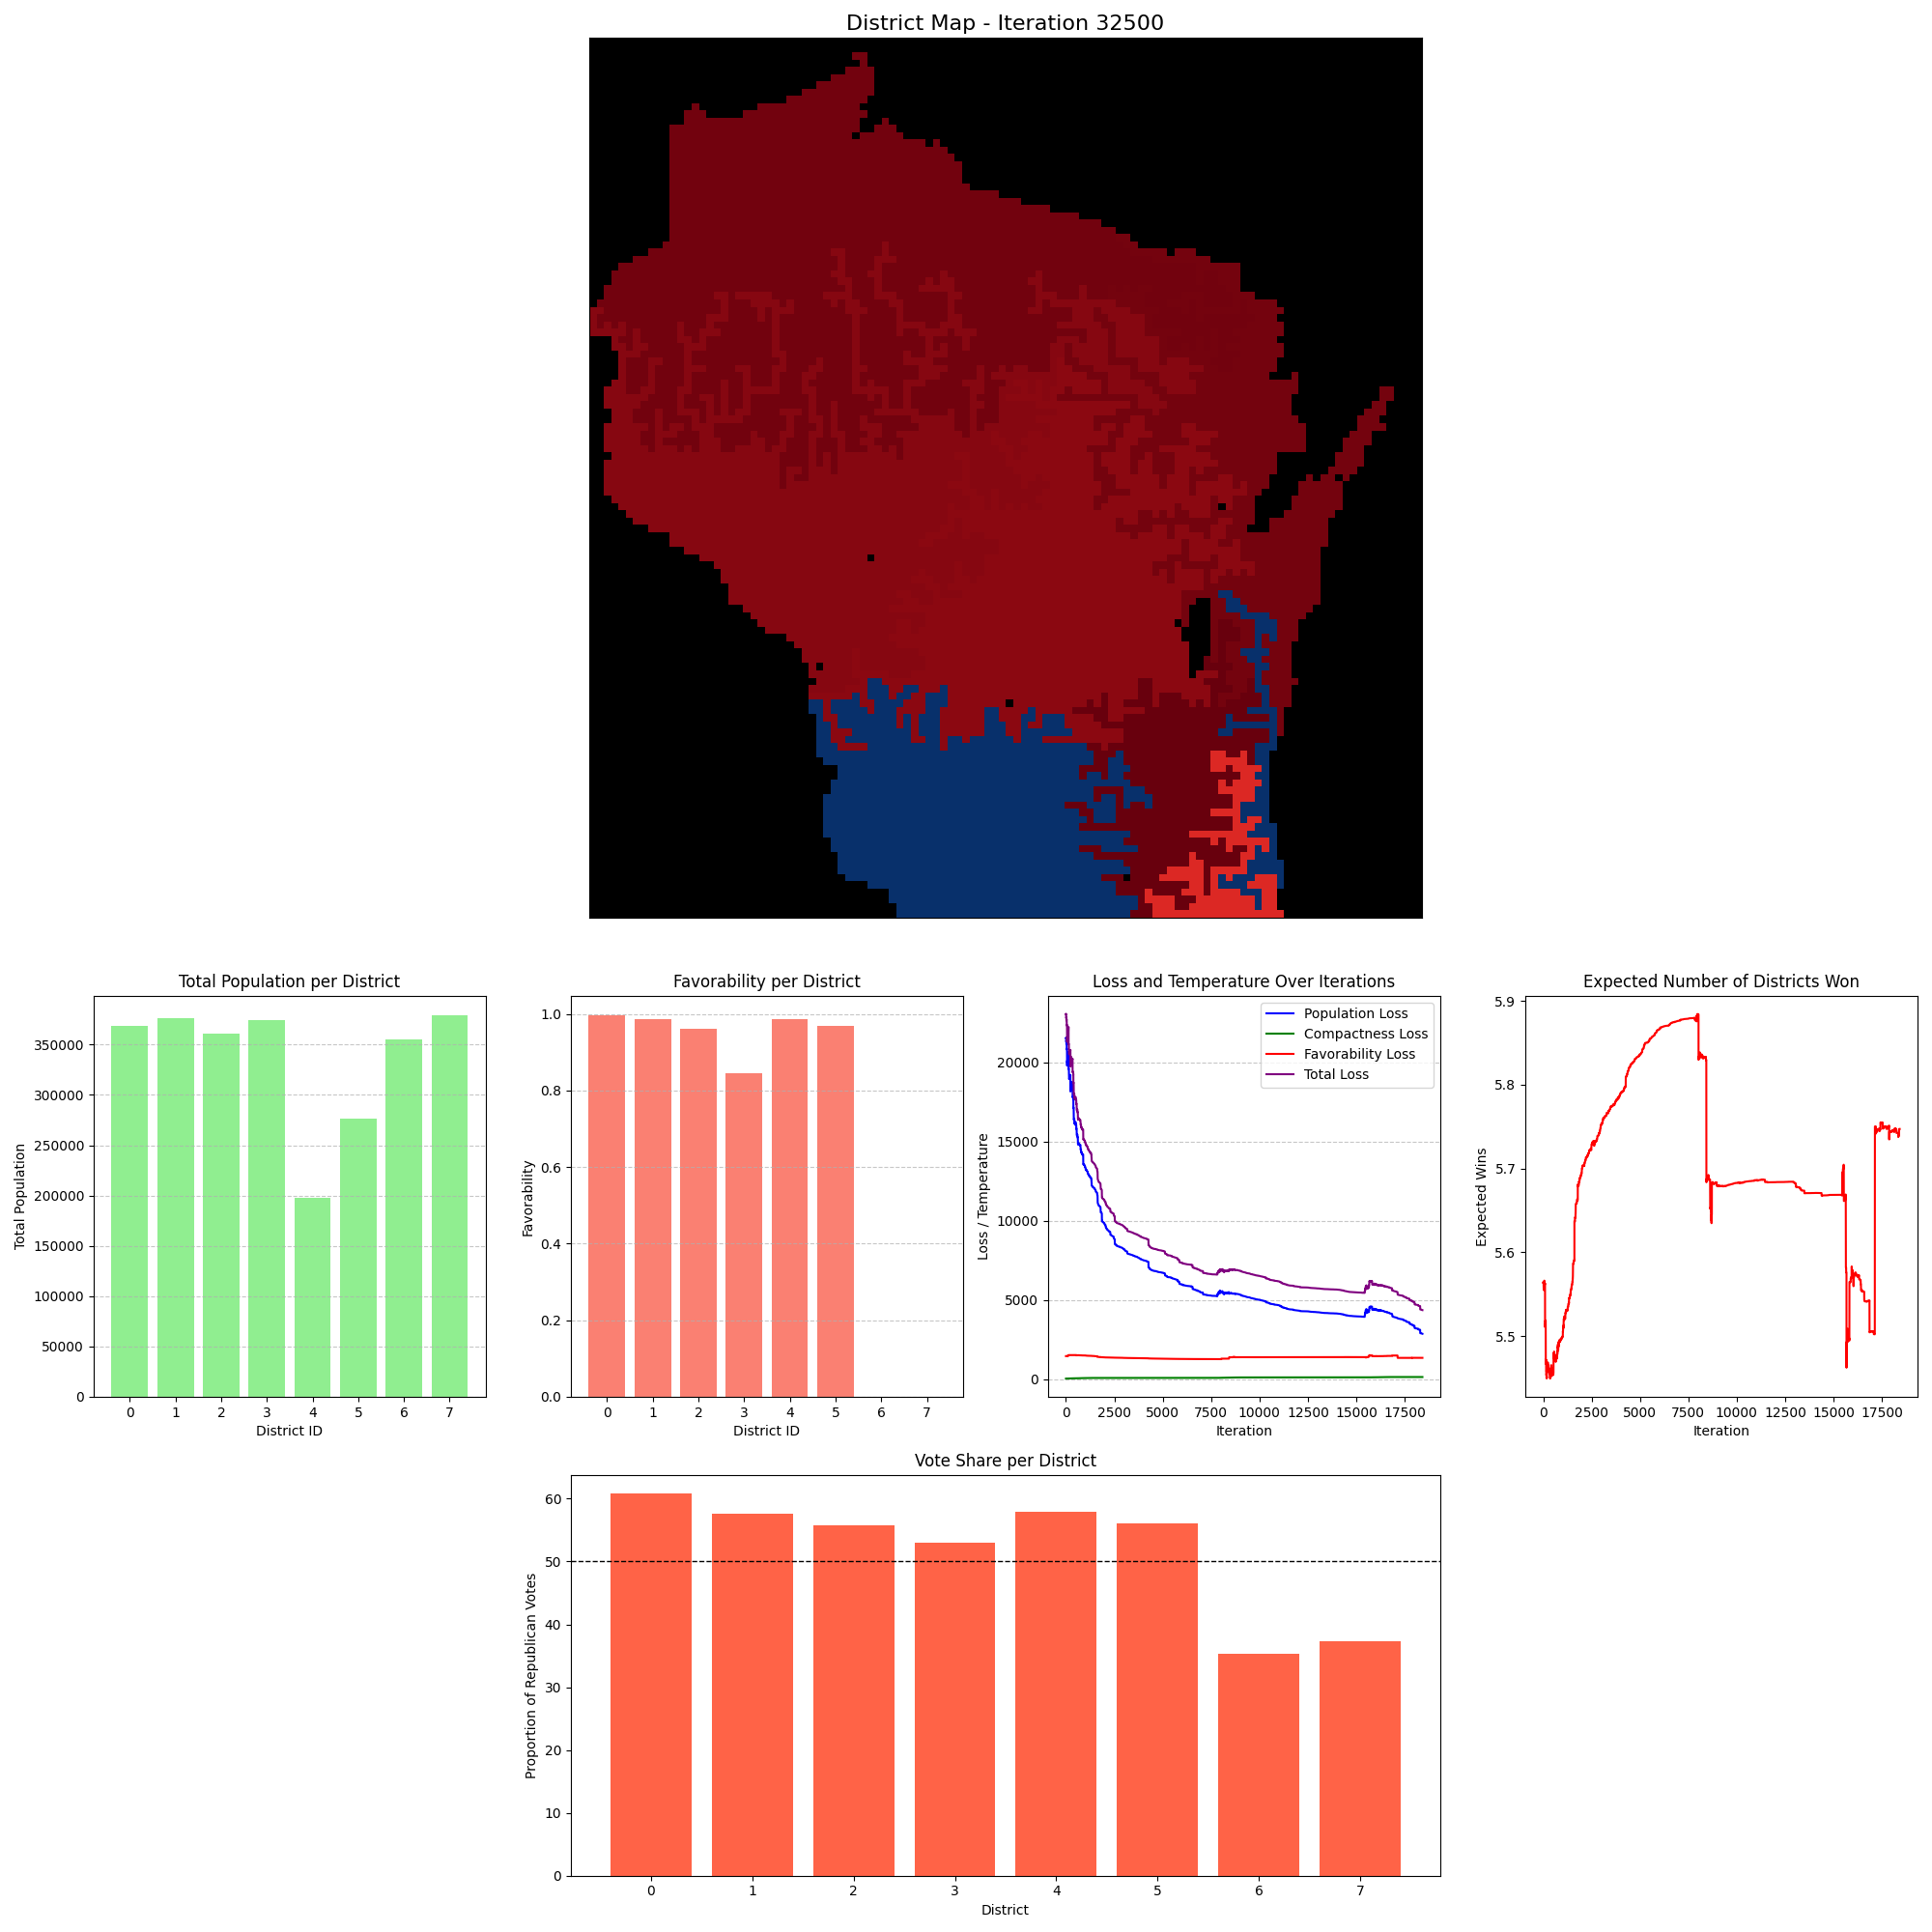 District Map - Iteration 32500
Total Population per District
Total Population
350000
300000
250000
200000
150000
100000
50000
0
0 1 2 3 4 5 6 7
District ID
Favorability per District
Favorability
1.0
0.8
0.6
0.4
0.2
0.0
0 1 2 3 4 5 6 7
District ID
Loss and Temperature Over Iterations
Loss / Temperature
20000
15000
10000
5000
0
Population Loss
Compactness Loss
Favorability Loss
Total Loss
0 2500 5000 7500 10000 12500 15000 17500
Iteration
Expected Number of Districts Won
Expected Wins
5.9
5.8
5.7
5.6
5.5
0 2500 5000 7500 10000 12500 15000 17500
Iteration
Vote Share per District
Proportion of Republican Votes
60
50
40
30
20
10
0
0 1 2 3 4 5 6 7
District